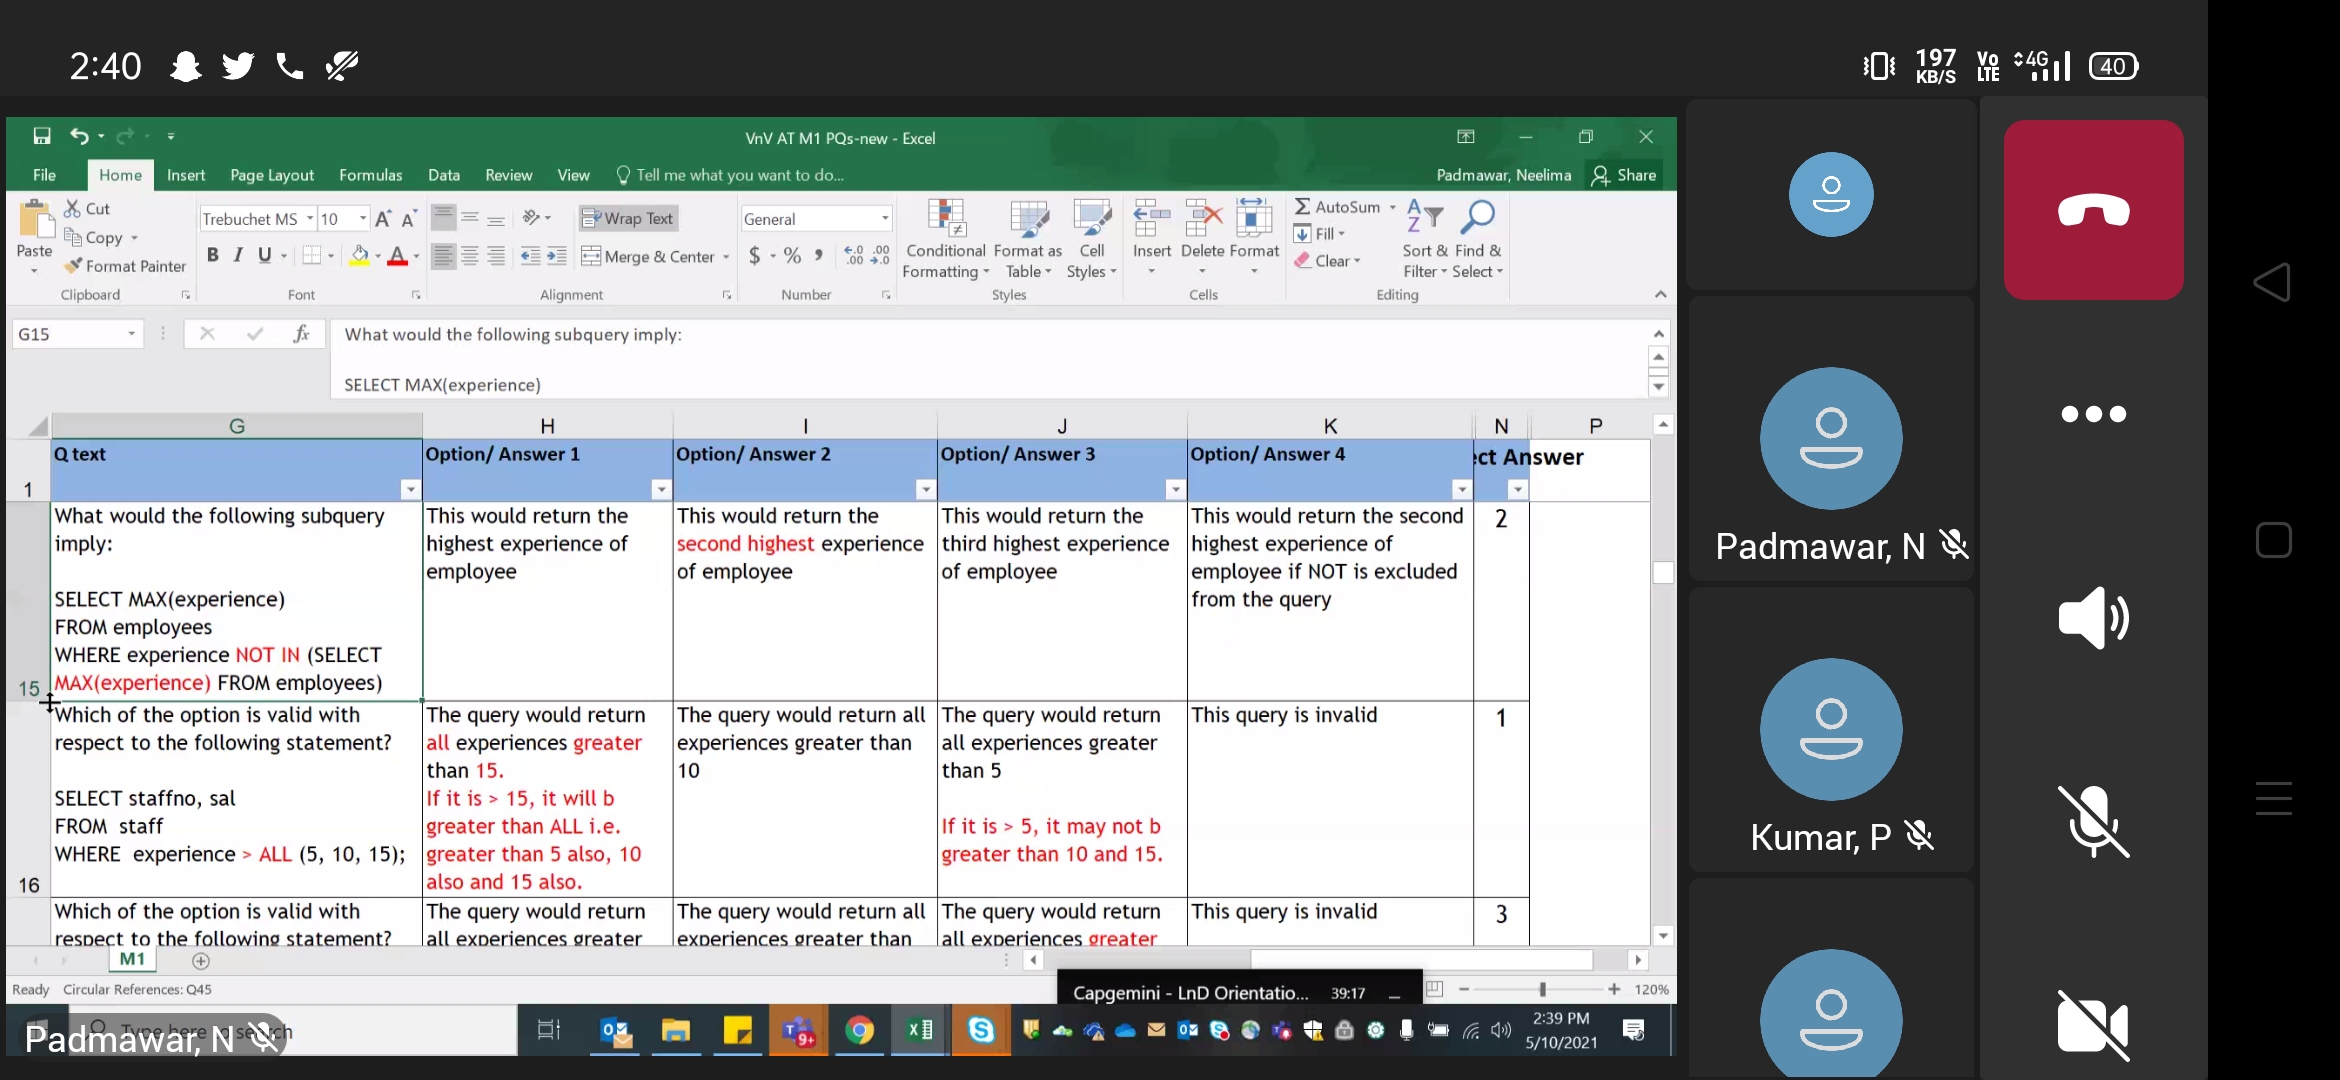 2:40
197
KB/S
Vo
LTE
4G
40
VnV AT M1 PQs-new - Excel
File
Home
Insert
Page Layout
Formulas
Data
Review
View
Tell me what you want to do...
Padmawar, Neelima
Share
Paste
Cut
Copy
Format Painter
Clipboard
Trebuchet MS
10
B I U
Font
Wrap Text
Merge & Center
Alignment
General
$ % ,
Number
Conditional
Formatting
Format as
Table
Cell
Styles
Styles
Insert
Delete
Format
Cells
AutoSum
Fill
Clear
Sort &
Filter
Find &
Select
Editing
G15
fx
What would the following subquery imply:
SELECT MAX(experience)
G
H
I
J
K
N
P
1
Q text
Option/ Answer 1
Option/ Answer 2
Option/ Answer 3
Option/ Answer 4
ct Answer
15
What would the following subquery
imply:
SELECT MAX(experience)
FROM employees
WHERE experience NOT IN (SELECT
MAX(experience) FROM employees)
This would return the
highest experience of
employee
This would return the
second highest experience
of employee
This would return the
third highest experience
of employee
This would return the second
highest experience of
employee if NOT is excluded
from the query
2
16
Which of the option is valid with
respect to the following statement?
SELECT staffno, sal
FROM staff
WHERE experience > ALL (5, 10, 15);
The query would return
all experiences greater
than 15.
If it is > 15, it will b
greater than ALL i.e.
greater than 5 also, 10
also and 15 also.
The query would return all
experiences greater than
10
The query would return
all experiences greater
than 5
If it is > 5, it may not b
greater than 10 and 15.
This query is invalid
1
Which of the option is valid with
respect to the following statement?
The query would return
all experiences greater
The query would return all
experiences greater than
The query would return
all experiences greater
This query is invalid
3
M1
Ready
Circular References: Q45
Capgemini - LnD Orientatio...
39:17
120%
Type here
ch
Padmawar, N
9+
2:39 PM
5/10/2021
Padmawar, N
Kumar, P